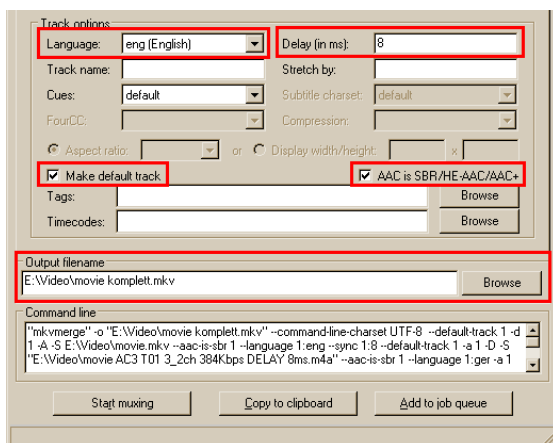 Track options
Language: eng (English) Delay (in ms): 8
Track name: Stretch by:
Cues: default Subtitle charset: default
FourCC: Compression:
Aspect ratio: or Display width/height: x
Make default track AAC is SBR/HE-AAC/AAC+
Tags: Browse
Timecodes: Browse
Output filename
E:\Video\movie komplett.mkv Browse
Command line
"mkvmerge" -o "E:\Video\movie komplett.mkv" --command-line-charset UTF-8 --default-track 1 -d
1 -A -S E:\Video\movie.mkv --aac-is-sbr 1 --language 1:eng --sync 1:8 --default-track 1 -a 1 -D -S
"E:\Video\movie AC3 T01 3_2ch 384Kbps DELAY 8ms.m4a" --aac-is-sbr 1 --language 1:ger -a 1
Start muxing Copy to clipboard Add to job queue